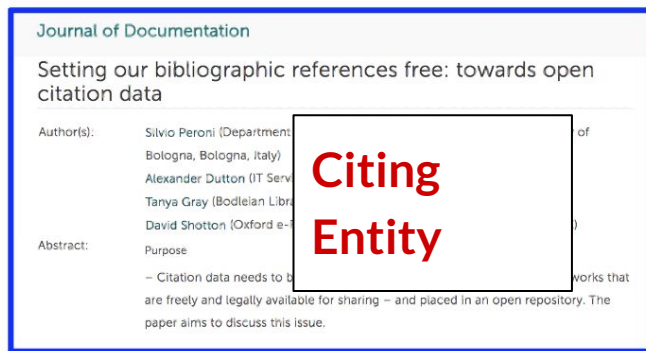 Journal of Documentation
Setting our bibliographic references free: towards open
citation data
Author(s): Silvio Peroni (Department of
Bologna, Bologna, Italy)
Alexander Dutton (IT Serv
Tanya Gray (Bodleian Libr
David Shotton (Oxford e-R )
Abstract: Purpose
– Citation data needs to b works that
are freely and legally available for sharing – and placed in an open repository. The
paper aims to discuss this issue.
Citing
Entity